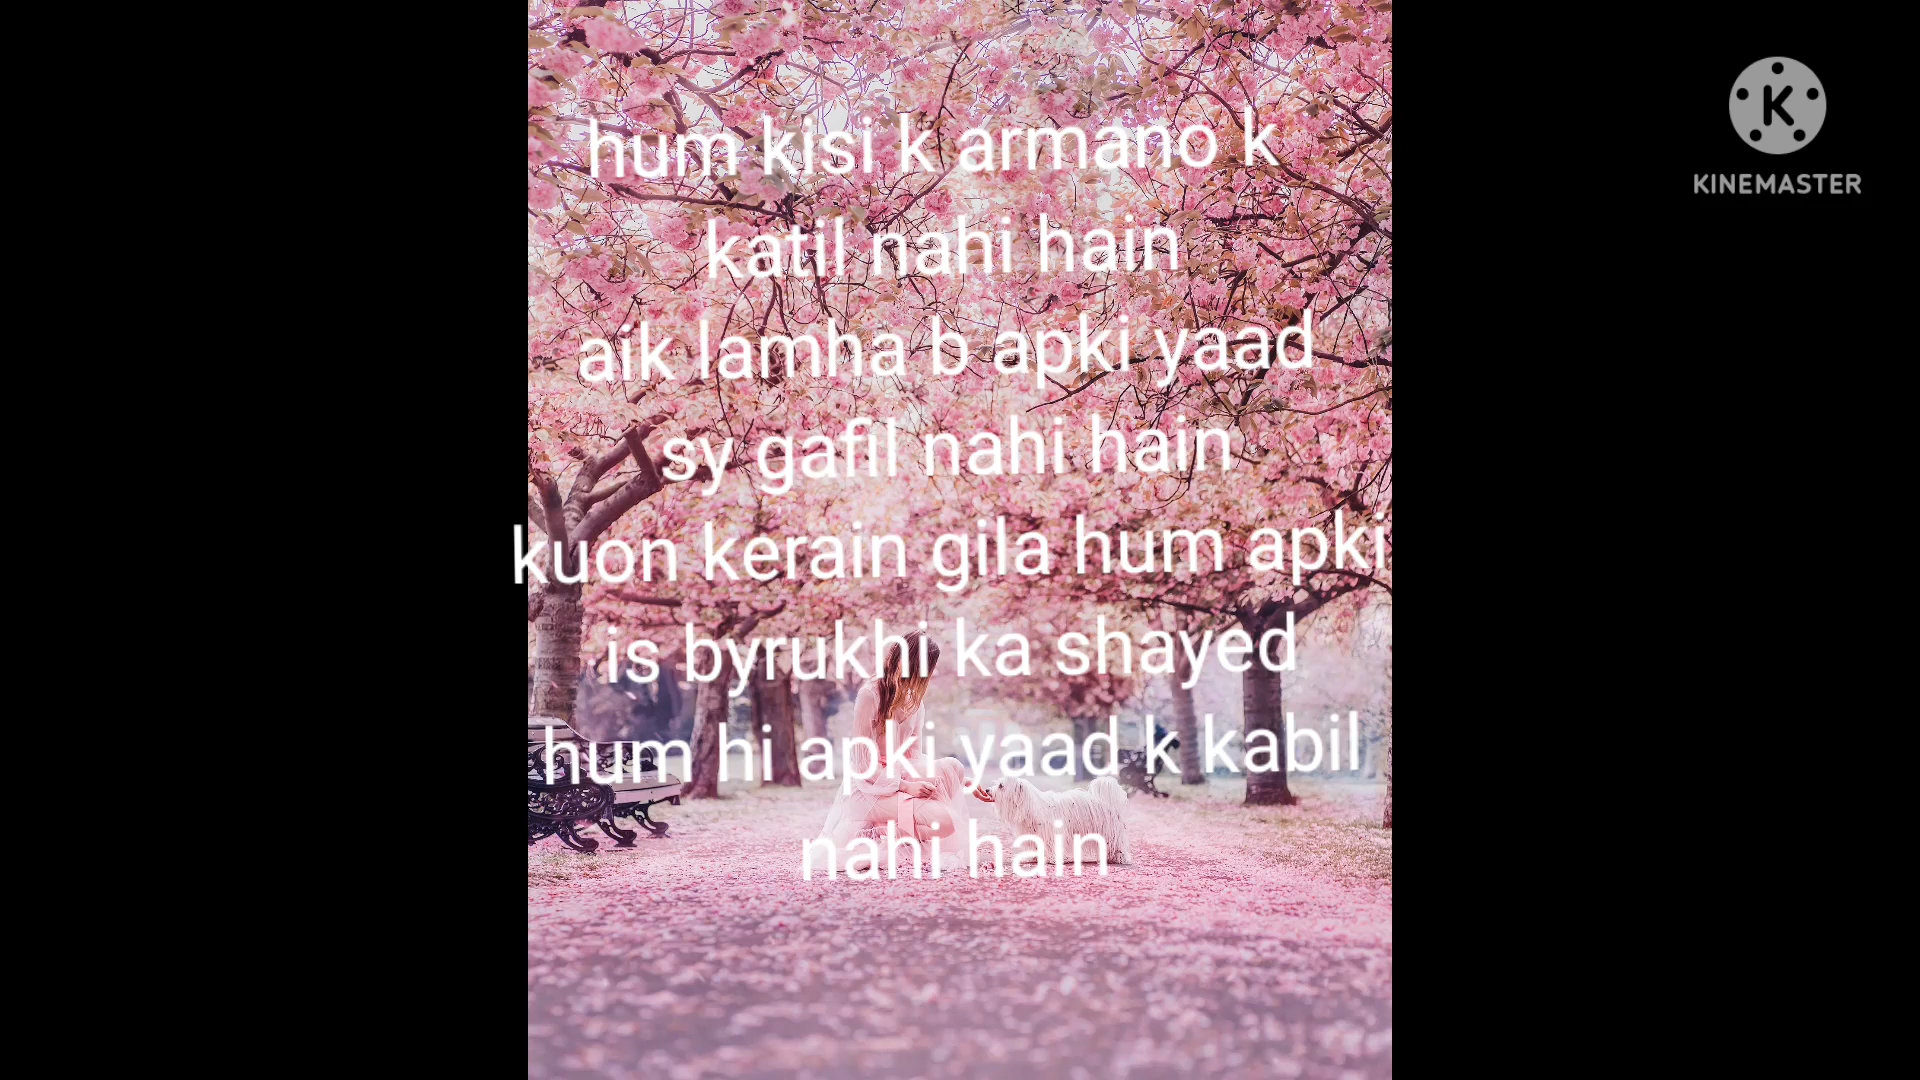 hum kisi k armano k
katil nahi hain
aik lamha b apki yaad
sy gafil nahi hain
kuon kerain gila hum apki
is byrukhi ka shayed
hum hi apki yaad k kabil
nahi hain
K
KINEMASTER